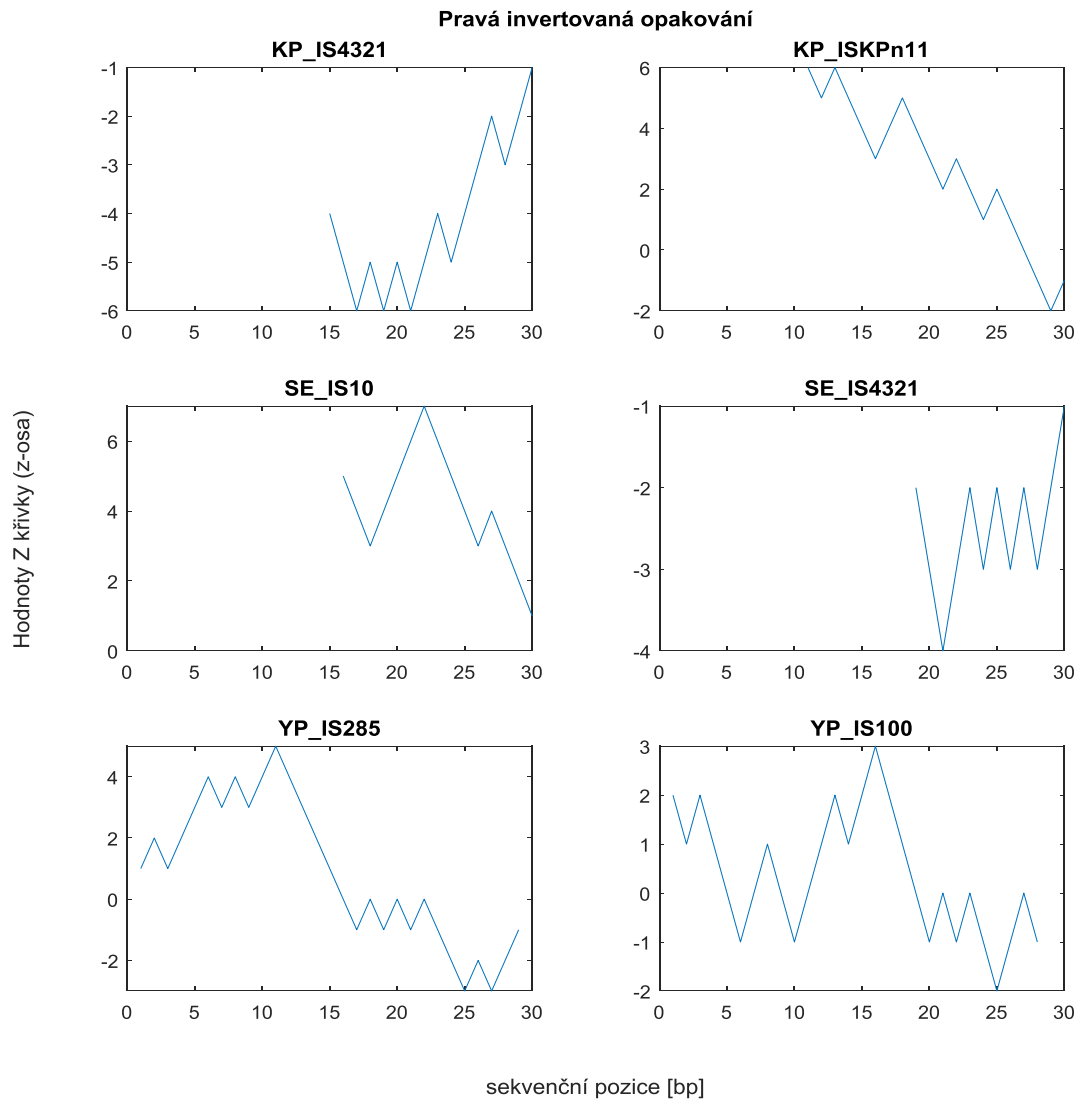 Pravá invertovaná opakování
KP_IS4321
-1
-2
-3
-4
-5
-6
0 5 10 15 20 25 30
KP_ISKPn11
6
4
2
0
-2
0 5 10 15 20 25 30
SE_IS10
6
4
2
0
0 5 10 15 20 25 30
SE_IS4321
-1
-2
-3
-4
0 5 10 15 20 25 30
YP_IS285
4
2
0
-2
0 5 10 15 20 25 30
YP_IS100
3
2
1
0
-1
-2
0 5 10 15 20 25 30
Hodnoty Z křivky (z-osa)
sekvenční pozice [bp]